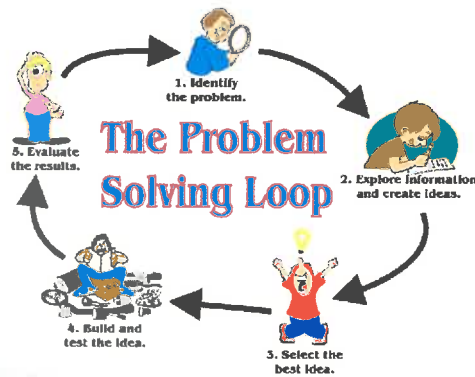 1. Identify
the problem.
The Problem
Solving Loop
2. Explore information
and create ideas.
3. Select the
best idea.
4. Build and
test the idea.
5. Evaluate
the results.